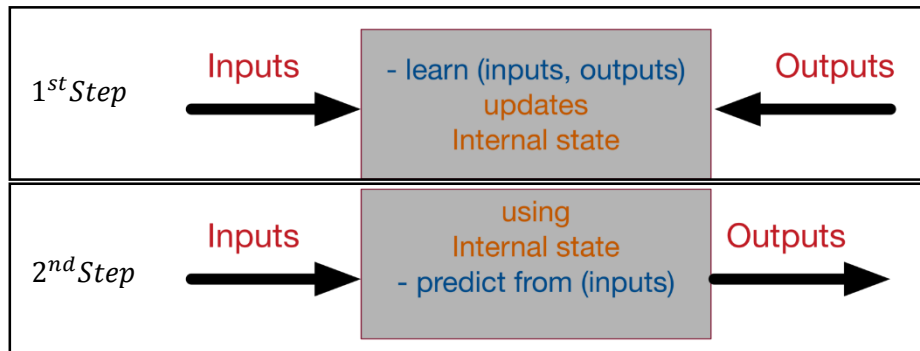 Inputs
- learn (inputs, outputs)
Outputs
1ˢᵗ Step
updates
Internal state
using
Inputs
Internal state
Outputs
2ⁿᵈ Step
- predict from (inputs)